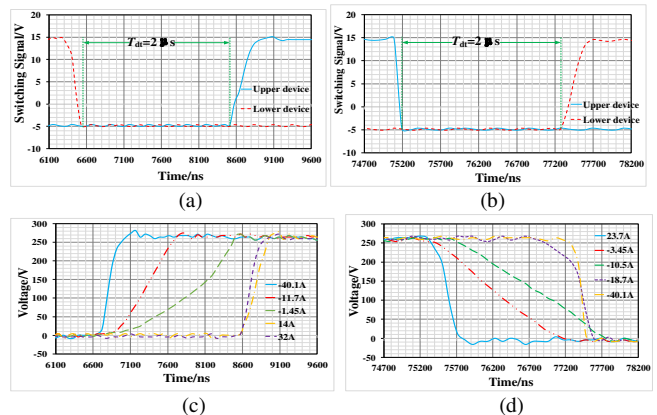 (a)
Switching Signal/V
20
15
10
5
0
-5
-10
T_dt=2 s
Upper device
Lower device
6100 6600 7100 7600 8100 8600 9100 9600
Time/ns
(a)
(b)
Switching Signal/V
20
15
10
5
0
-5
-10
T_dt=2 s
Upper device
Lower device
74700 75200 75700 76200 76700 77200 77700 78200
Time/ns
(b)
Voltage/V
300
250
200
150
100
50
0
-50
-40.1A
-11.7A
-1.45A
14A
32A
6100 6600 7100 7600 8100 8600 9100 9600
Time/ns
(c)
Voltage/V
300
250
200
150
100
50
0
-50
23.7A
-3.45A
-10.5A
-18.7A
-40.1A
74700 75200 75700 76200 76700 77200 77700 78200
Time/ns
(d)